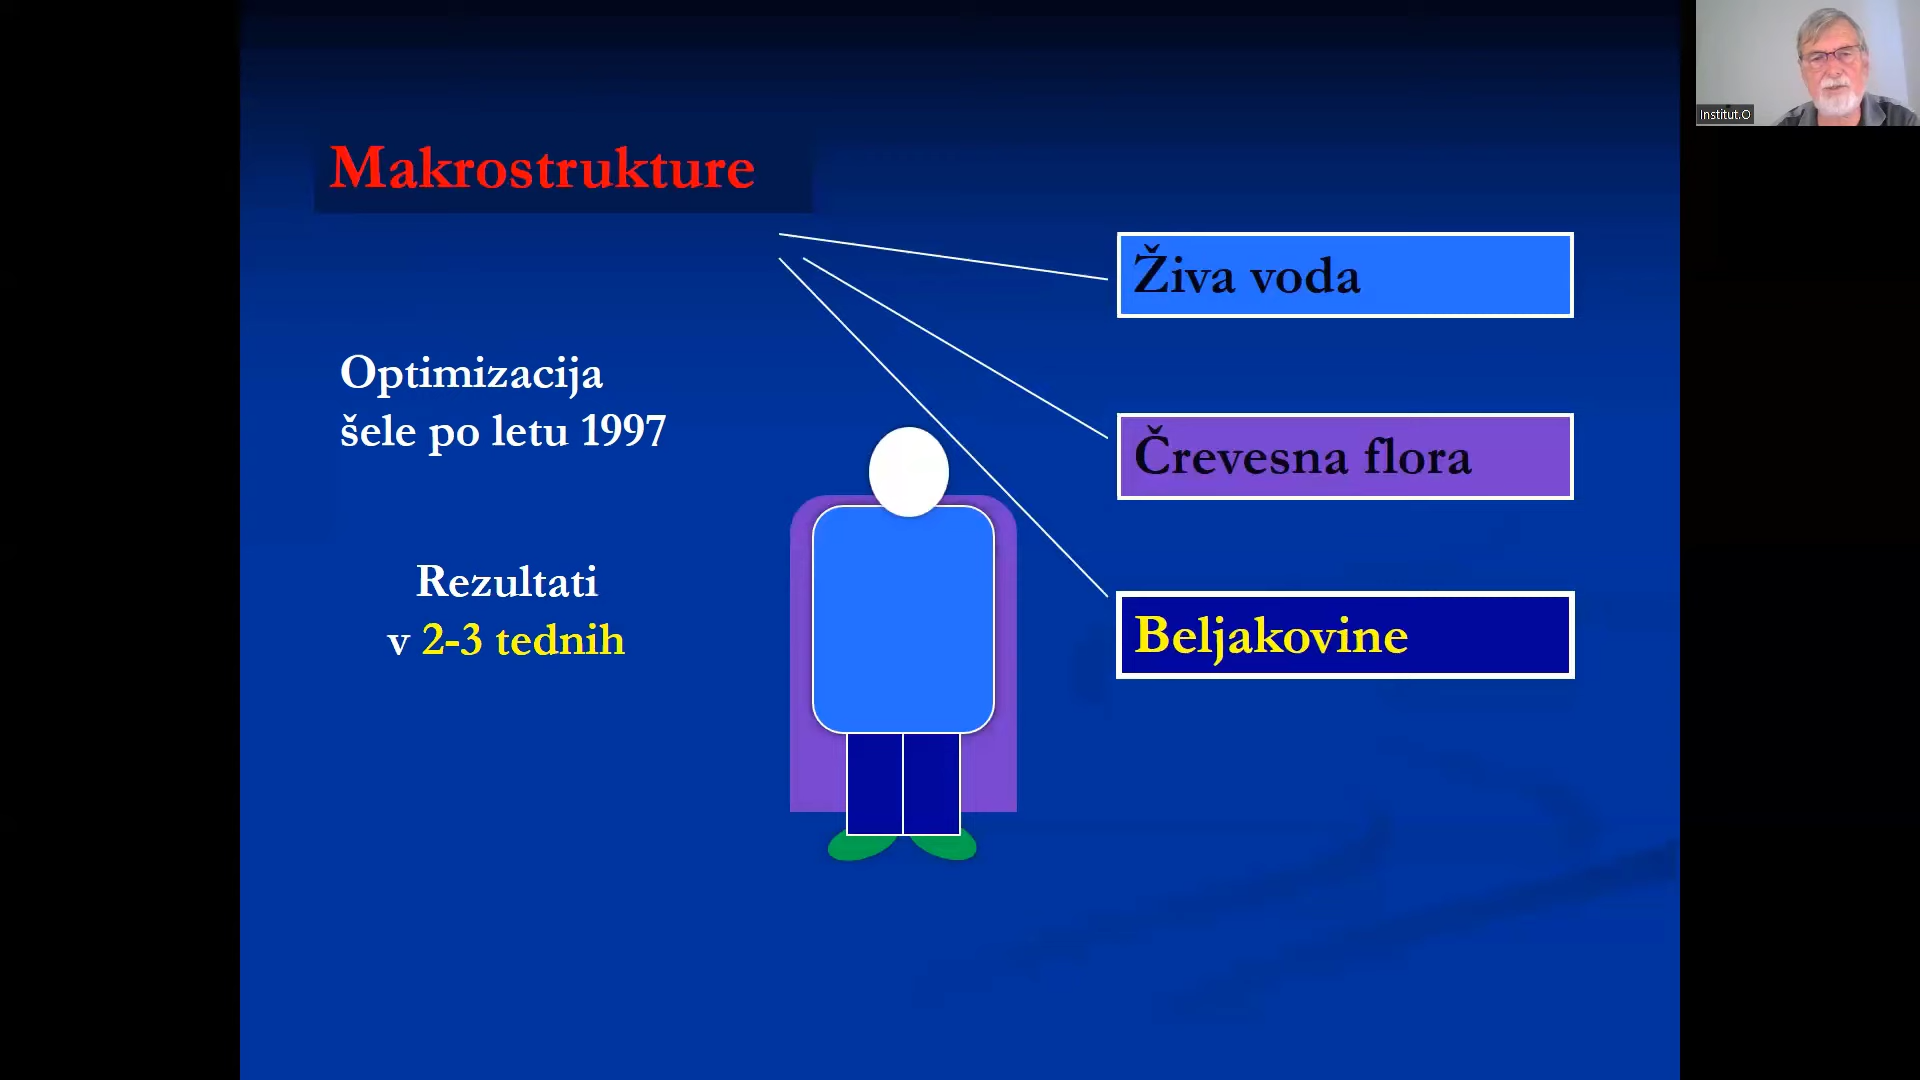 Makrostrukture
Živa voda
Optimizacija
šele po letu 1997
Črevesna flora
Rezultati
v 2-3 tednih
Beljakovine
Institut.O